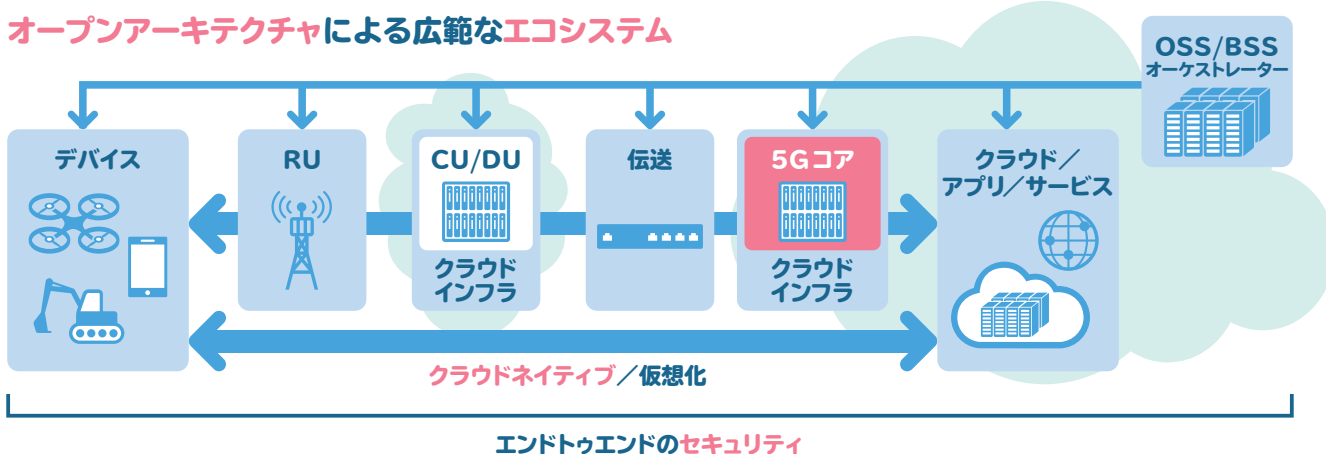 オープンアーキテクチャによる広範なエコシステム
OSS/BSS
オーケストレーター
デバイス
RU
CU/DU
クラウド
インフラ
伝送
5Gコア
クラウド
インフラ
クラウド／
アプリ／サービス
クラウドネイティブ／仮想化
エンドトゥエンドのセキュリティ